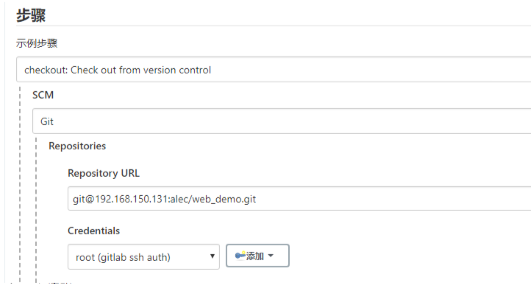 步骤
示例步骤
checkout: Check out from version control
SCM
Git
Repositories
Repository URL
git@192.168.150.131:alec/web_demo.git
Credentials
root (gitlab ssh auth)
添加